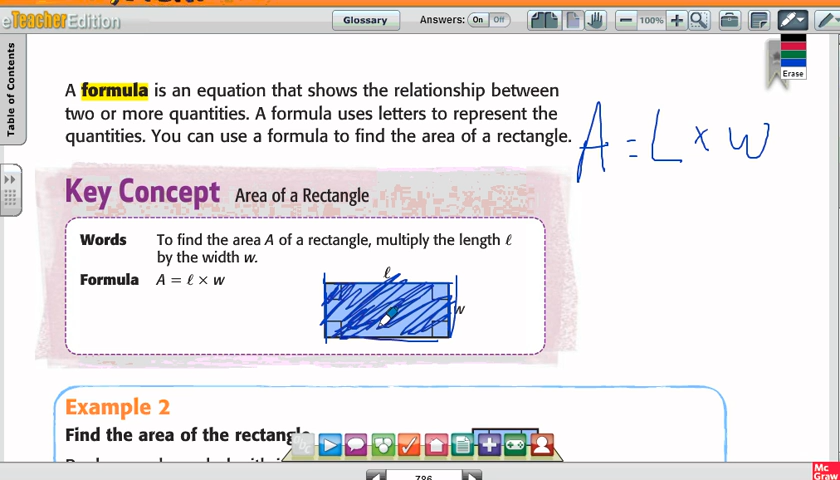 eTeacherEdition
Glossary
Answers: On Off
100%
Table of Contents
Erase
A formula is an equation that shows the relationship between
two or more quantities. A formula uses letters to represent the
quantities. You can use a formula to find the area of a rectangle.
A = L × W
Key Concept Area of a Rectangle
Words To find the area A of a rectangle, multiply the length ℓ
by the width w.
Formula A = ℓ × w
ℓ
w
Example 2
Find the area of the rectangle
786
Mc
Graw